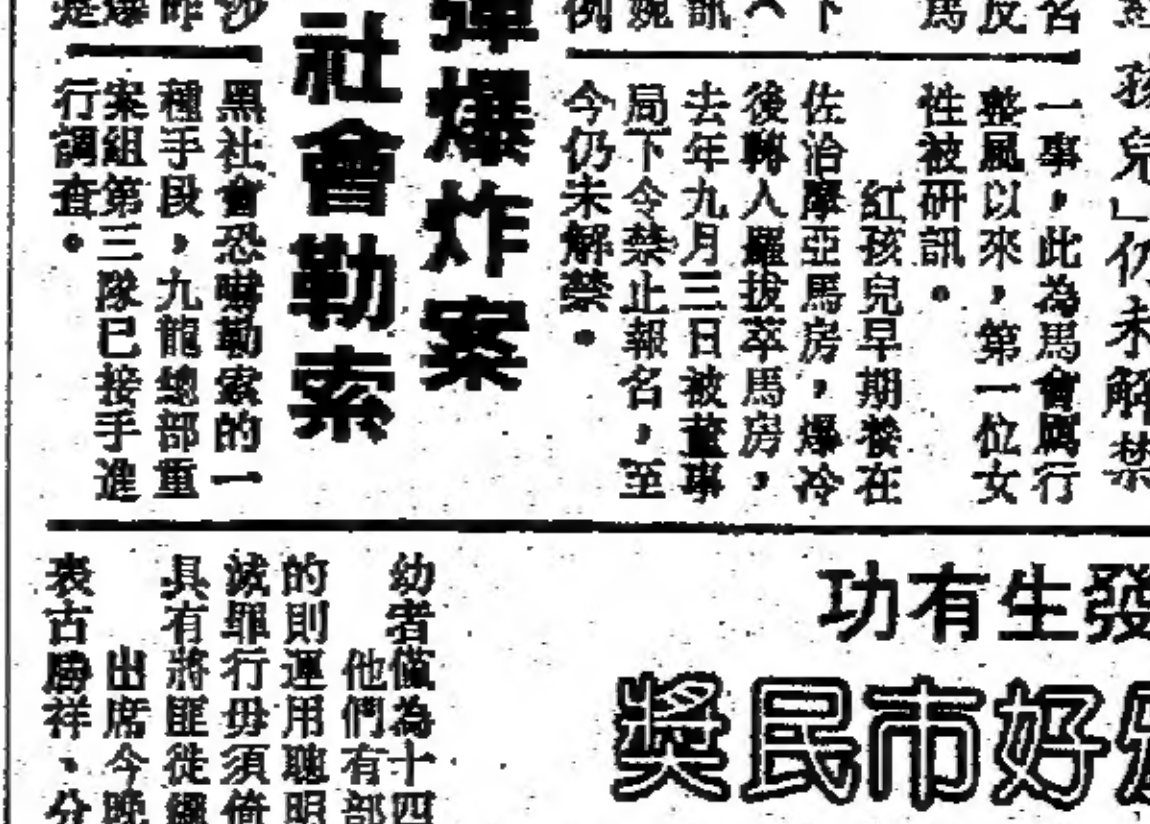 孩兒」仍未解禁
名
一事，此為馬會厲行
整風以來，第一位女
性被研訊。
紅孩兒早期養在
佐治摩亞馬房，爆冷
後轉入羅拔萃馬房，
去年九月三日被董事
局下令禁止報名，至
今仍未解禁。
彈爆炸案
社會勒索
黑社會恐嚇勒索的一
種手段，九龍總部重
案組第三隊已接手進
行調查。
發生有功
好市民獎
幼者僅為十四
他們有部
的則運用聰明
滅罪行毋須倚
具有將匪徒
出席今晚
表古勝祥、分